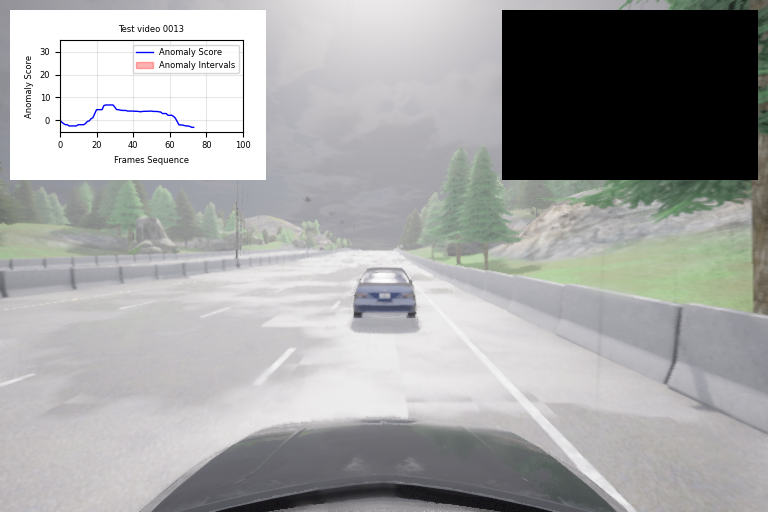 Test video 0013
Anomaly Score
Anomaly Intervals
Anomaly Score
30
20
10
0
0 20 40 60 80 100
Frames Sequence